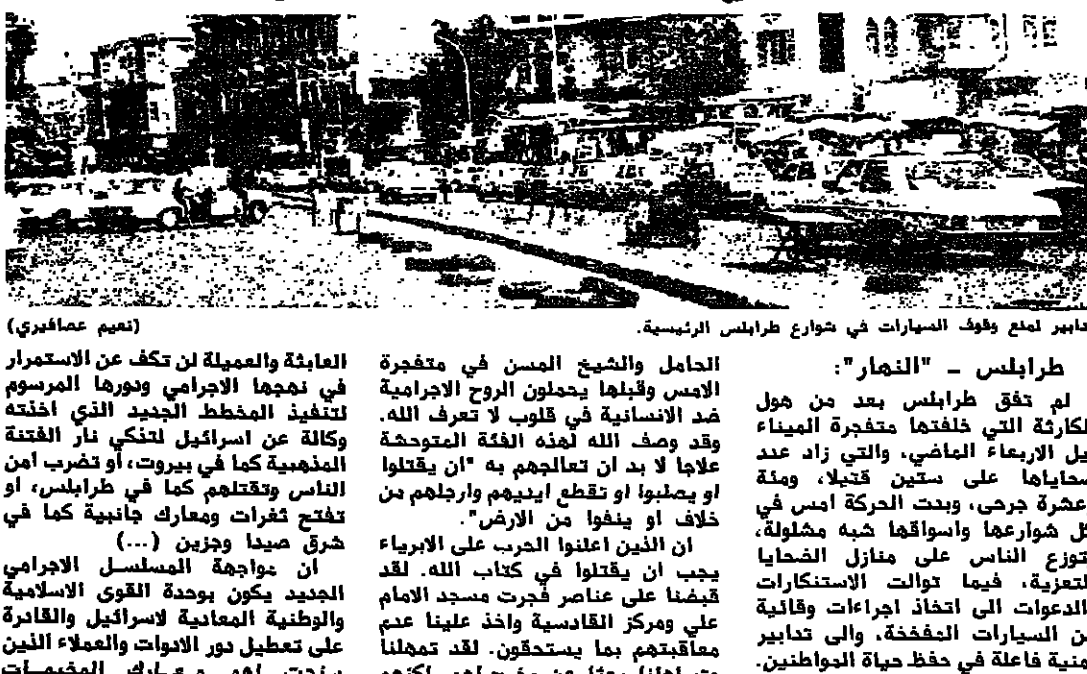 تدابير لمنع وقوف السيارات في شوارع طرابلس الرئيسية.
(نعيم عصافيري)
طرابلس ـ "النهار":
لم تفق طرابلس بعد من هول
الكارثة التي خلفتها متفجرة الميناء
ليل الاربعاء الماضي، والتي زاد عدد
ضحاياها على ستين قتيلا، ومئة
وعشرة جرحى، وبدت الحركة امس في
كل شوارعها واسواقها شبه مشلولة،
وتوزع الناس على منازل الضحايا
للتعزية، فيما توالت الاستنكارات
والدعوات الى اتخاذ اجراءات وقائية
من السيارات المفخخة، والى تدابير
امنية فاعلة في حفظ حياة المواطنين.
الحامل والشيخ المسن في متفجرة
الامس وقبلها يحملون الروح الاجرامية
ضد الانسانية في قلوب لا تعرف الله.
وقد وصف الله لهذه الفئة المتوحشة
علاجا لا بد ان تعالجهم به "ان يقتلوا
او يصلبوا او تقطع ايديهم وارجلهم من
خلاف او ينفوا من الارض".
ان الذين اعلنوا الحرب على الابرياء
يجب ان يقتلوا في كتاب الله. لقد
قبضنا على عناصر فجرت مسجد الامام
علي ومركز القادسية واخذ علينا عدم
معاقبتهم بما يستحقون. لقد تمهلنا
العابثة والعميلة لن تكف عن الاستمرار
في نهجها الاجرامي ودورها المرسوم
لتنفيذ المخطط الجديد الذي اخذته
وكالة عن اسرائيل لتذكي نار الفتنة
المذهبية كما في بيروت، او تضرب امن
الناس وتقتلهم كما في طرابلس، او
تفتح ثغرات ومعارك جانبية كما في
شرق صيدا وجزين (...)
ان مواجهة المسلسل الاجرامي
الجديد يكون بوحدة القوى الاسلامية
والوطنية المعادية لاسرائيل والقادرة
على تعطيل دور الادوات والعملاء الذين